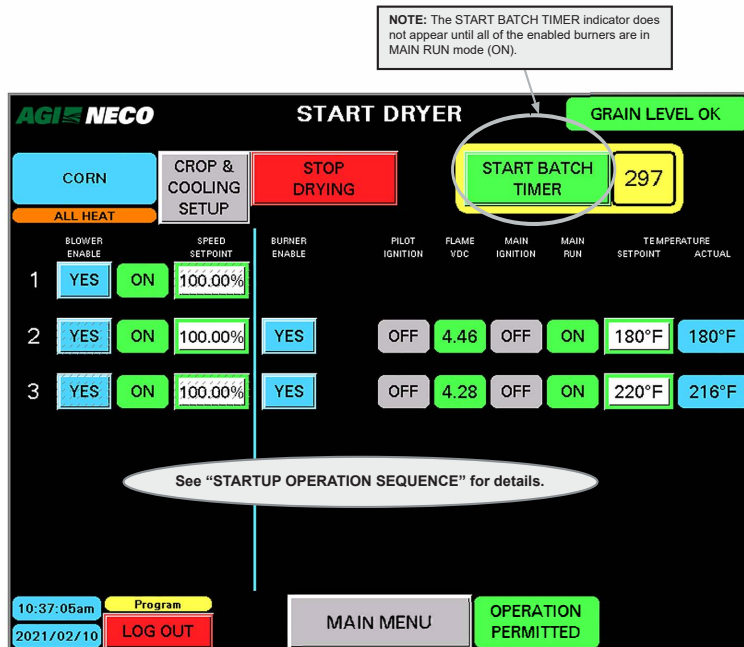 NOTE: The START BATCH TIMER indicator does
not appear until all of the enabled burners are in
MAIN RUN mode (ON).
AGI NECO
START DRYER
GRAIN LEVEL OK
CORN
ALL HEAT
CROP &
COOLING
SETUP
STOP
DRYING
START BATCH
TIMER
297
BLOWER
ENABLE
SPEED
SETPOINT
BURNER
ENABLE
PILOT
IGNITION
FLAME
VDC
MAIN
IGNITION
MAIN
RUN
TEMPERATURE
SETPOINT ACTUAL
1 YES ON 100.00%
2 YES ON 100.00% YES OFF 4.46 OFF ON 180°F 180°F
3 YES ON 100.00% YES OFF 4.28 OFF ON 220°F 216°F
See “STARTUP OPERATION SEQUENCE” for details.
10:37:05am
2021/02/10
Program
LOG OUT
MAIN MENU
OPERATION
PERMITTED